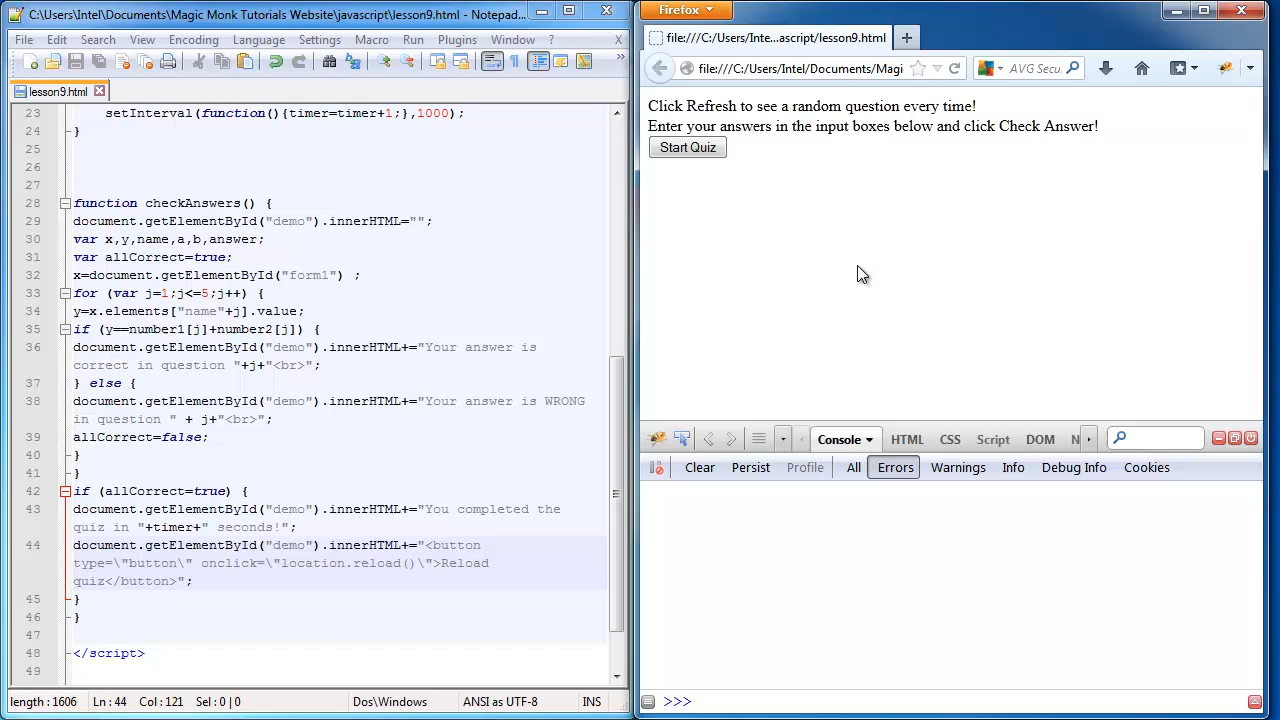 C:\Users\Intel\Documents\Magic Monk Tutorials Website\javascript\lesson9.html - Notepad...
File Edit Search View Encoding Language Settings Macro Run Plugins Window ? X
lesson9.html
23 setInterval(function(){timer=timer+1;},1000);
24 }
25
26
27
28 function checkAnswers() {
29 document.getElementById("demo").innerHTML="";
30 var x,y,name,a,b,answer;
31 var allCorrect=true;
32 x=document.getElementById("form1") ;
33 for (var j=1;j<=5;j++) {
34 y=x.elements["name"+j].value;
35 if (y==number1[j]+number2[j]) {
36 document.getElementById("demo").innerHTML+="Your answer is
correct in question "+j+"<br>";
37 } else {
38 document.getElementById("demo").innerHTML+="Your answer is WRONG
in question " + j+"<br>";
39 allCorrect=false;
40 }
41 }
42 if (allCorrect=true) {
43 document.getElementById("demo").innerHTML+="You completed the
quiz in "+timer+" seconds!";
44 document.getElementById("demo").innerHTML+="<button
type=\"button\" onclick=\"location.reload()\">Reload
quiz</button>";
45 }
46 }
47
48 </script>
49
length : 1606 Ln : 44 Col : 121 Sel : 0 | 0 Dos\Windows ANSI as UTF-8 INS
Firefox
file:///C:/Users/Inte...ascript/lesson9.html
file:///C:/Users/Intel/Documents/Magi AVG Secu
Click Refresh to see a random question every time!
Enter your answers in the input boxes below and click Check Answer!
Start Quiz
Console HTML CSS Script DOM N
Clear Persist Profile All Errors Warnings Info Debug Info Cookies
>>>